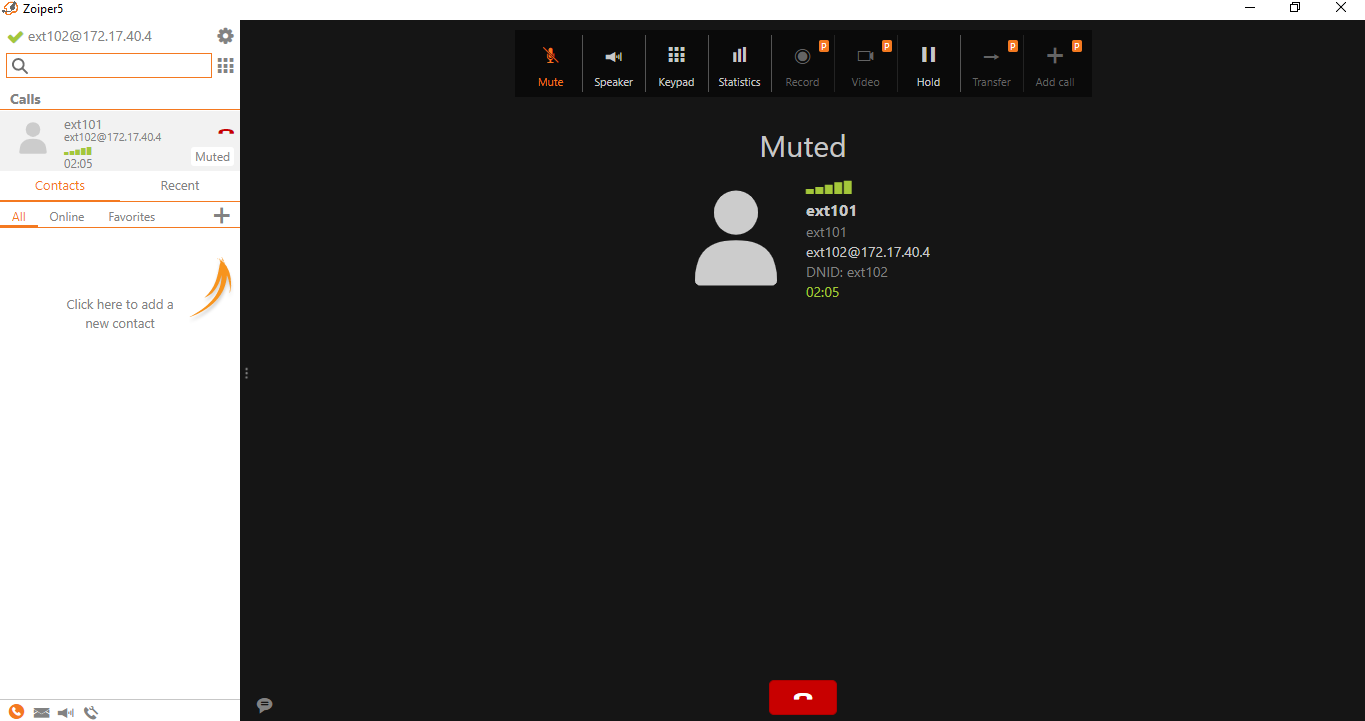 Zoiper5
ext102@172.17.40.4
Calls
ext101
ext102@172.17.40.4
02:05
Muted
Contacts Recent
All Online Favorites
Click here to add a
new contact
Mute Speaker Keypad Statistics Record Video Hold Transfer Add call
P P P P
Muted
ext101
ext101
ext102@172.17.40.4
DNID: ext102
02:05